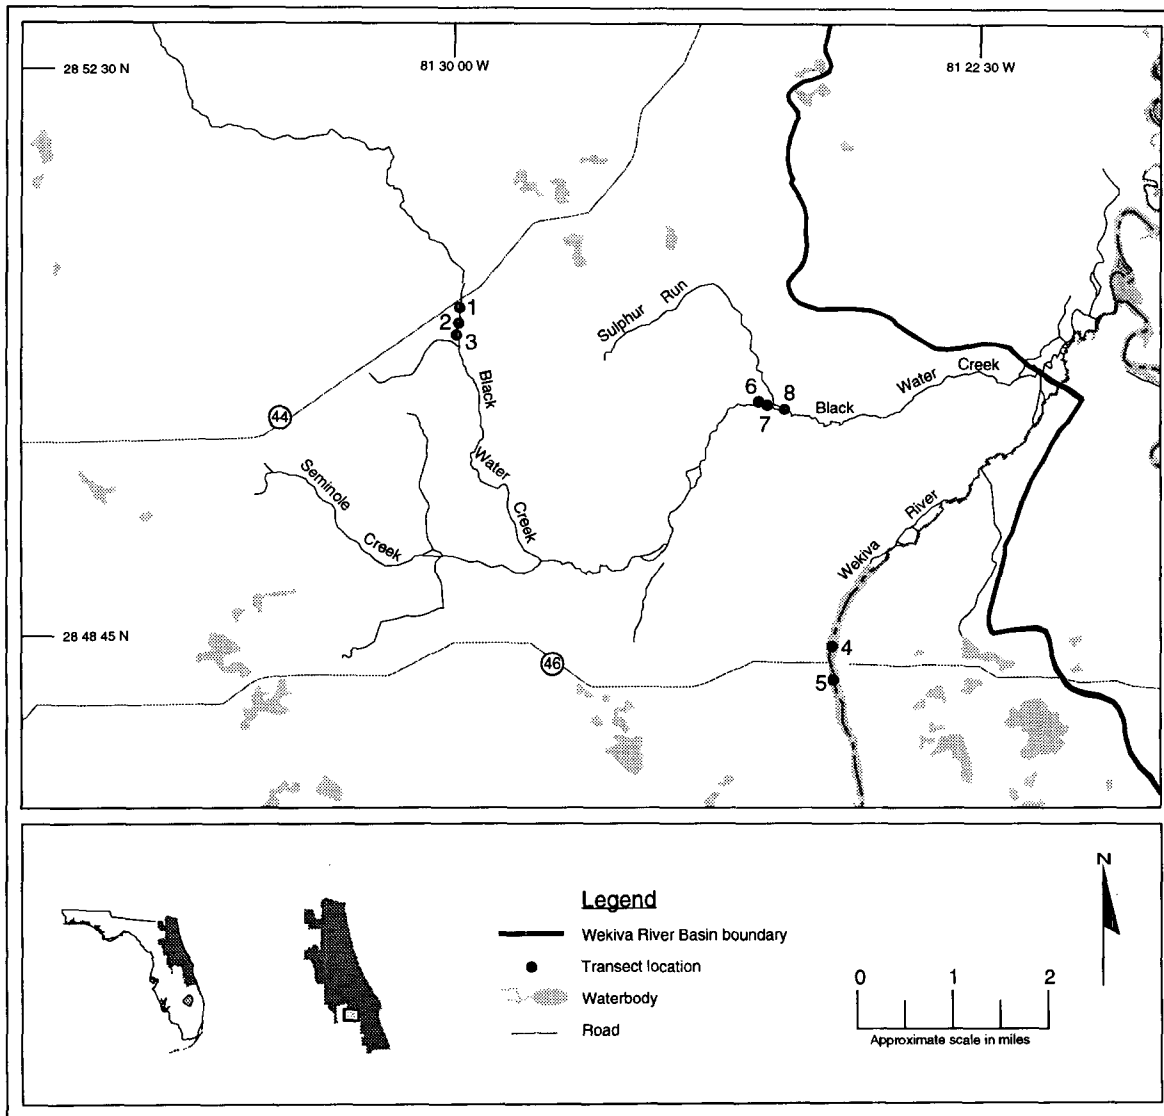 28 52 30 N
81 30 00 W
81 22 30 W
1
2
3
Sulphur Run
Black Water Creek
44
6
7
8
Black Water Creek
Seminole Creek
Wekiva River
28 48 45 N
46
4
5
Legend
Wekiva River Basin boundary
Transect location
Waterbody
Road
N
0 1 2
Approximate scale in miles